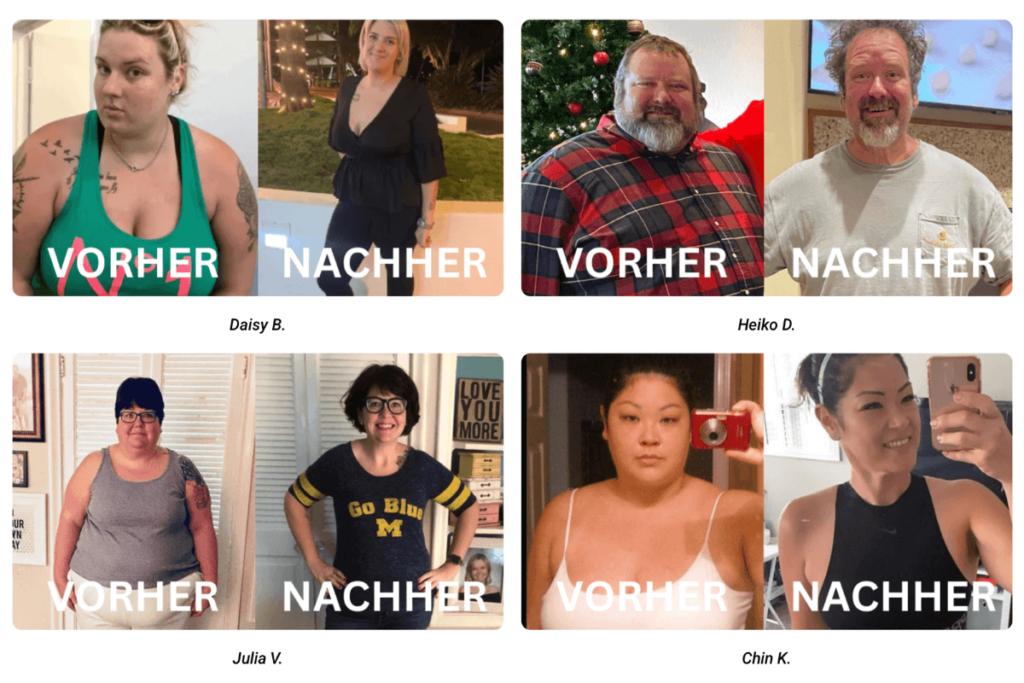 VORHER
NACHHER
VORHER
NACHHER
Daisy B.
Heiko D.
LOVE
YOU
MORE
Go Blue
M
VORHER
NACHHER
VORHER
NACHHER
Julia V.
Chin K.